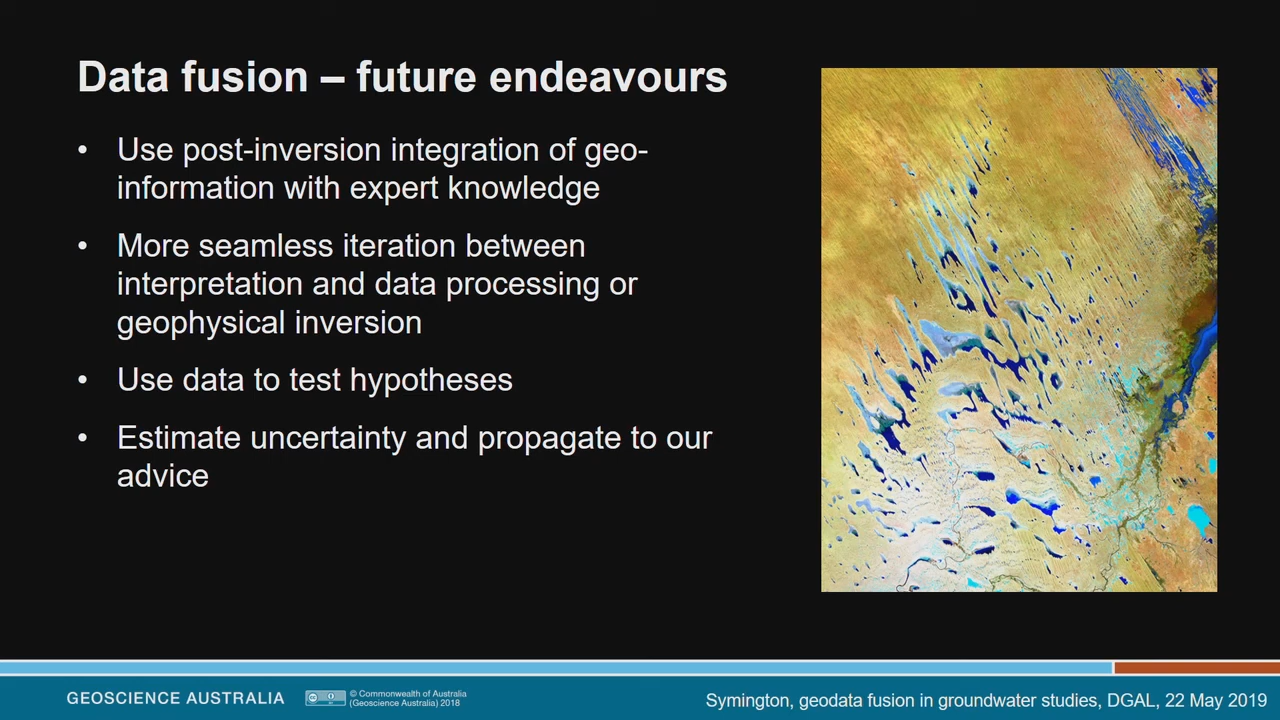 Data fusion – future endeavours
• Use post-inversion integration of geo-
information with expert knowledge
• More seamless iteration between
interpretation and data processing or
geophysical inversion
• Use data to test hypotheses
• Estimate uncertainty and propagate to our
advice
GEOSCIENCE AUSTRALIA
© Commonwealth of Australia
(Geoscience Australia) 2018
Symington, geodata fusion in groundwater studies, DGAL, 22 May 2019